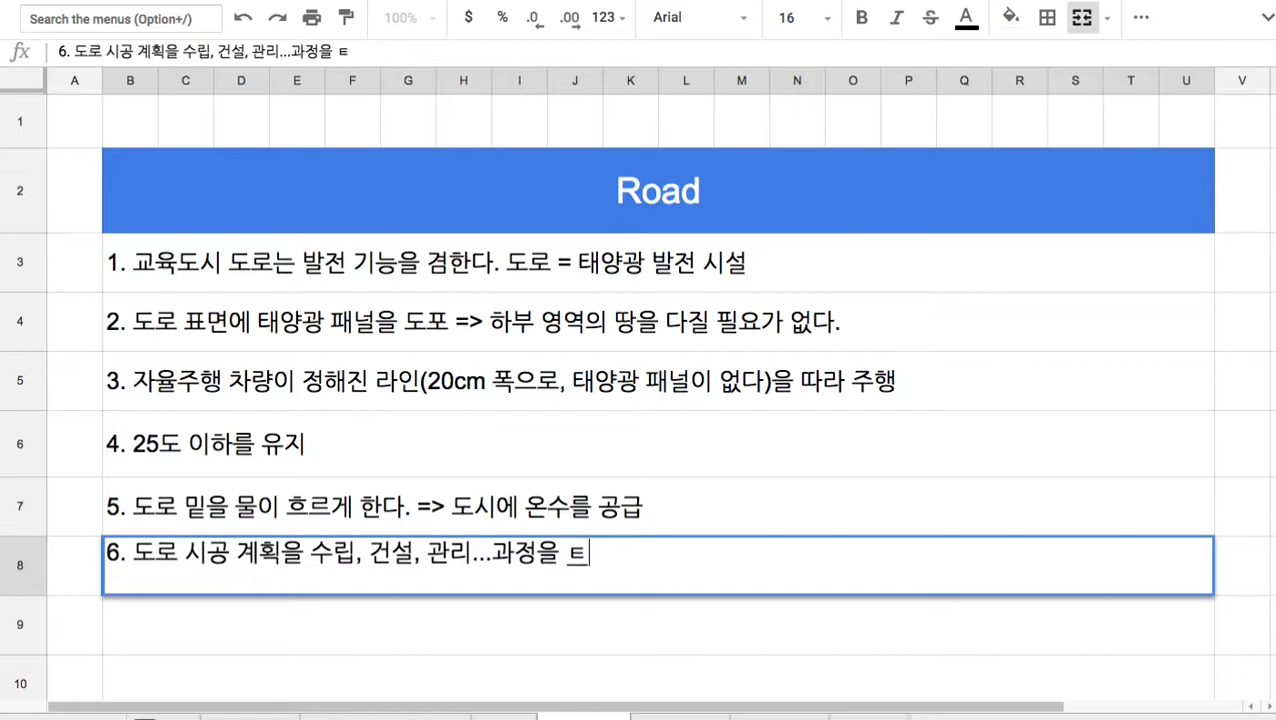 Search the menus (Option+/)
100%
$ % .0 .00 123
Arial
16
B I S A
fx 6. 도로 시공 계획을 수립, 건설, 관리...과정을 ㅌ
A B C D E F G H I J K L M N O P Q R S T U V
1
2 Road
3 1. 교육도시 도로는 발전 기능을 겸한다. 도로 = 태양광 발전 시설
4 2. 도로 표면에 태양광 패널을 도포 => 하부 영역의 땅을 다질 필요가 없다.
5 3. 자율주행 차량이 정해진 라인(20cm 폭으로, 태양광 패널이 없다)을 따라 주행
6 4. 25도 이하를 유지
7 5. 도로 밑을 물이 흐르게 한다. => 도시에 온수를 공급
8 6. 도로 시공 계획을 수립, 건설, 관리...과정을 ㅌ
9
10